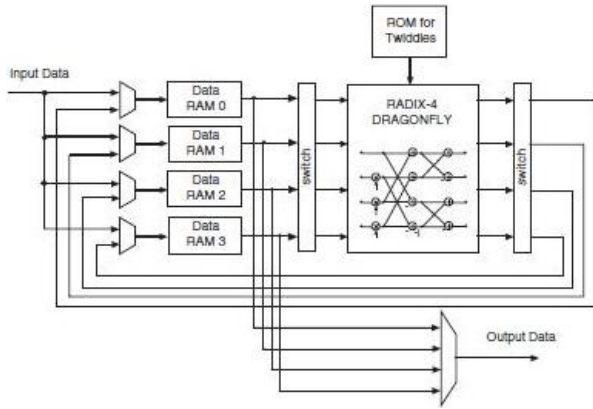 ROM for
Twiddles
Input Data
Data
RAM 0
switch
RADIX-4
DRAGONFLY
switch
Data
RAM 1
Data
RAM 2
Data
RAM 3
Output Data